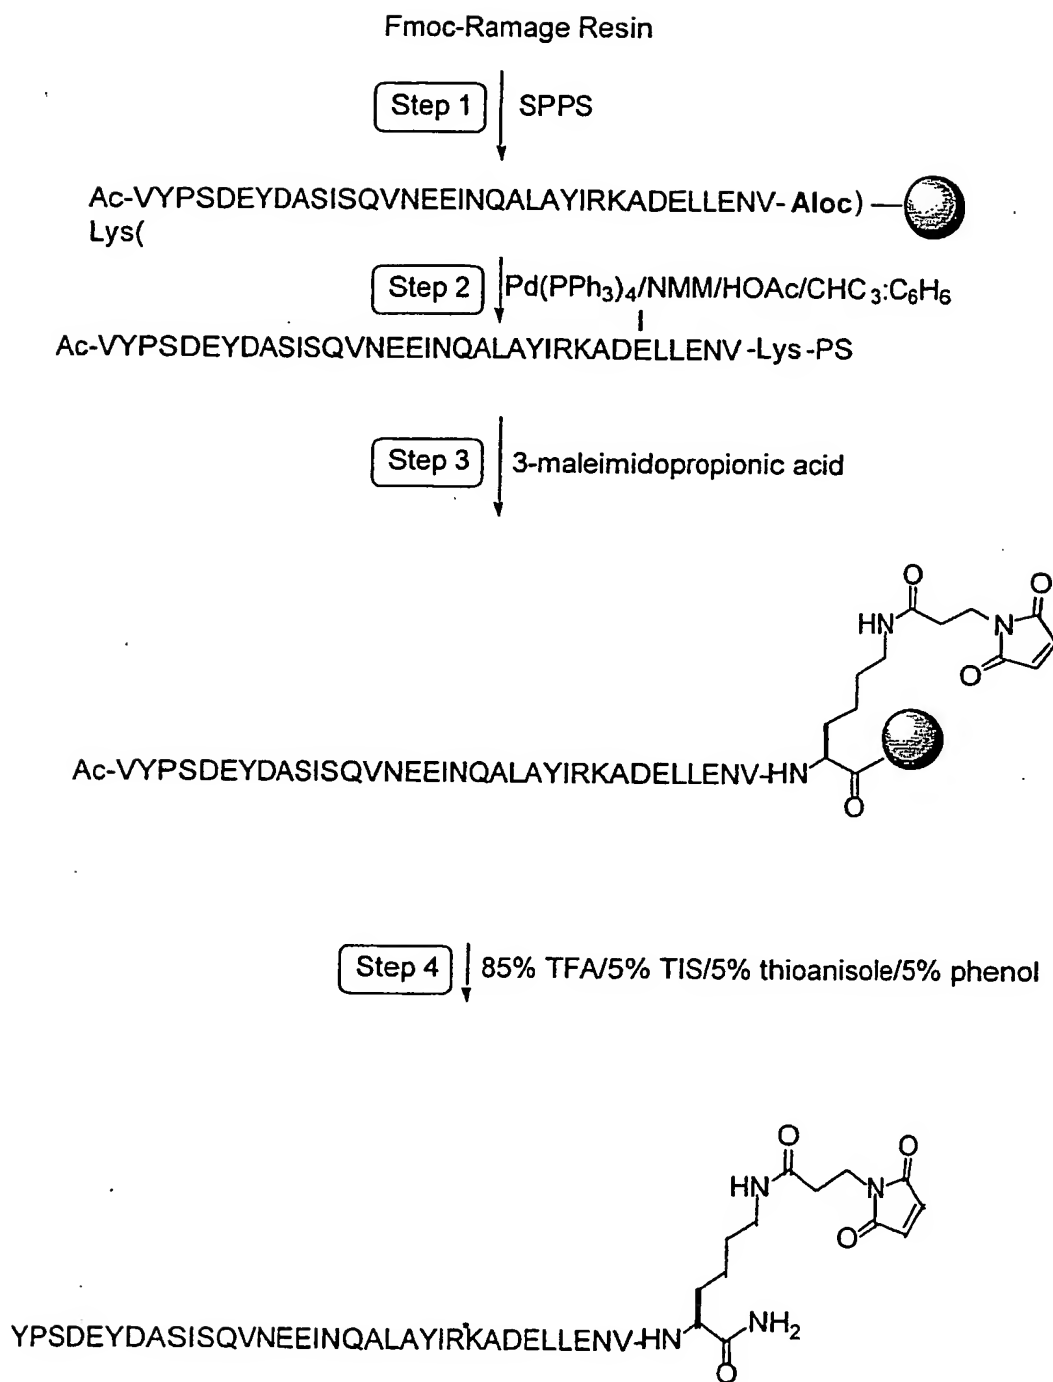 Fmoc-Ramage Resin
Step 1 SPPS
Ac-VYPSDEYDASISQVNEEINQALAYIRKADELLENV- Aloc)
Lys(
Step 2 Pd(PPh3)4/NMM/HOAc/CHC3:C6H6
Ac-VYPSDEYDASISQVNEEINQALAYIRKADELLENV -Lys -PS
Step 3 3-maleimidopropionic acid
O
O
HN
N
O
Ac-VYPSDEYDASISQVNEEINQALAYIRKADELLENV-HN
O
Step 4 85% TFA/5% TIS/5% thioanisole/5% phenol
O
O
HN
N
O
YPSDEYDASISQVNEEINQALAYIRKADELLENV-HN
NH2
O